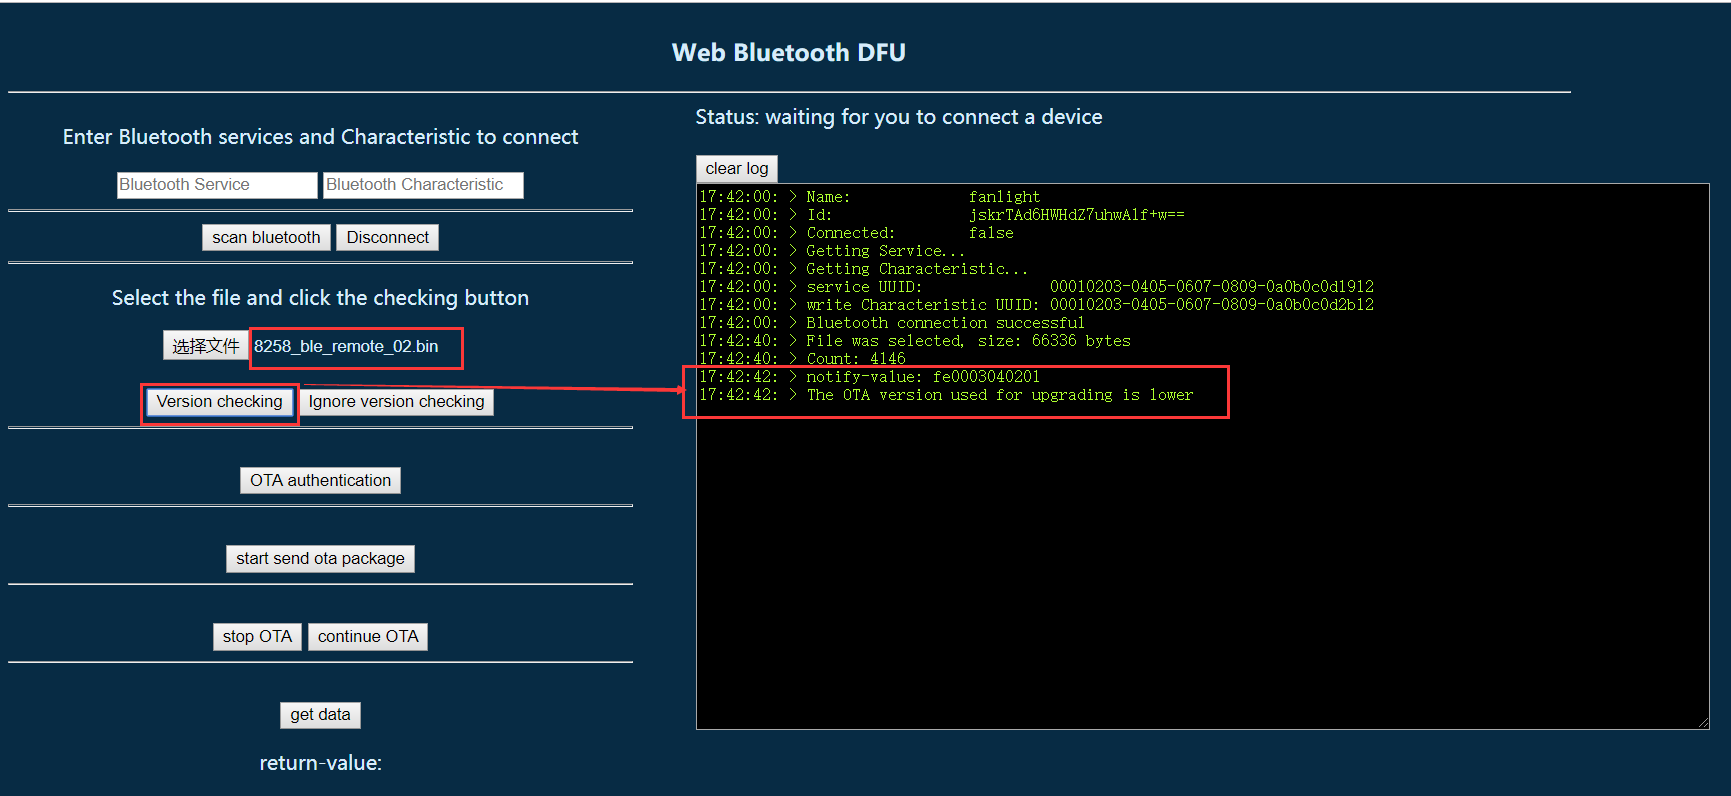 Web Bluetooth DFU
Enter Bluetooth services and Characteristic to connect
Bluetooth Service Bluetooth Characteristic
scan bluetooth Disconnect
Select the file and click the checking button
选择文件 8258_ble_remote_02.bin
Version checking Ignore version checking
OTA authentication
start send ota package
stop OTA continue OTA
get data
return-value:
Status: waiting for you to connect a device
clear log
17:42:00: > Name: fanlight
17:42:00: > Id: jskrTAd6HWHdZ7uhwAlf+w==
17:42:00: > Connected: false
17:42:00: > Getting Service...
17:42:00: > Getting Characteristic...
17:42:00: > service UUID: 00010203-0405-0607-0809-0a0b0c0d1912
17:42:00: > write Characteristic UUID: 00010203-0405-0607-0809-0a0b0c0d2b12
17:42:00: > Bluetooth connection successful
17:42:40: > File was selected, size: 66336 bytes
17:42:40: > Count: 4146
17:42:42: > notify-value: fe0003040201
17:42:42: > The OTA version used for upgrading is lower